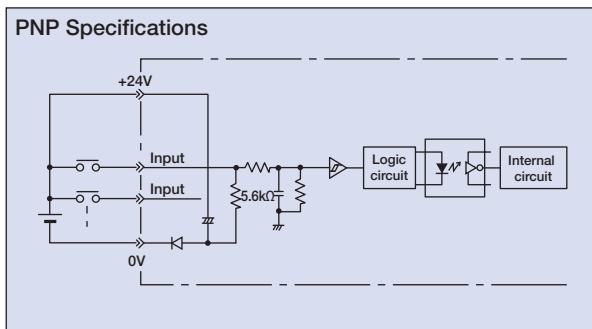 PNP Specifications
+24V
Input
Input
5.6kΩ
0V
Logic
circuit
Internal
circuit